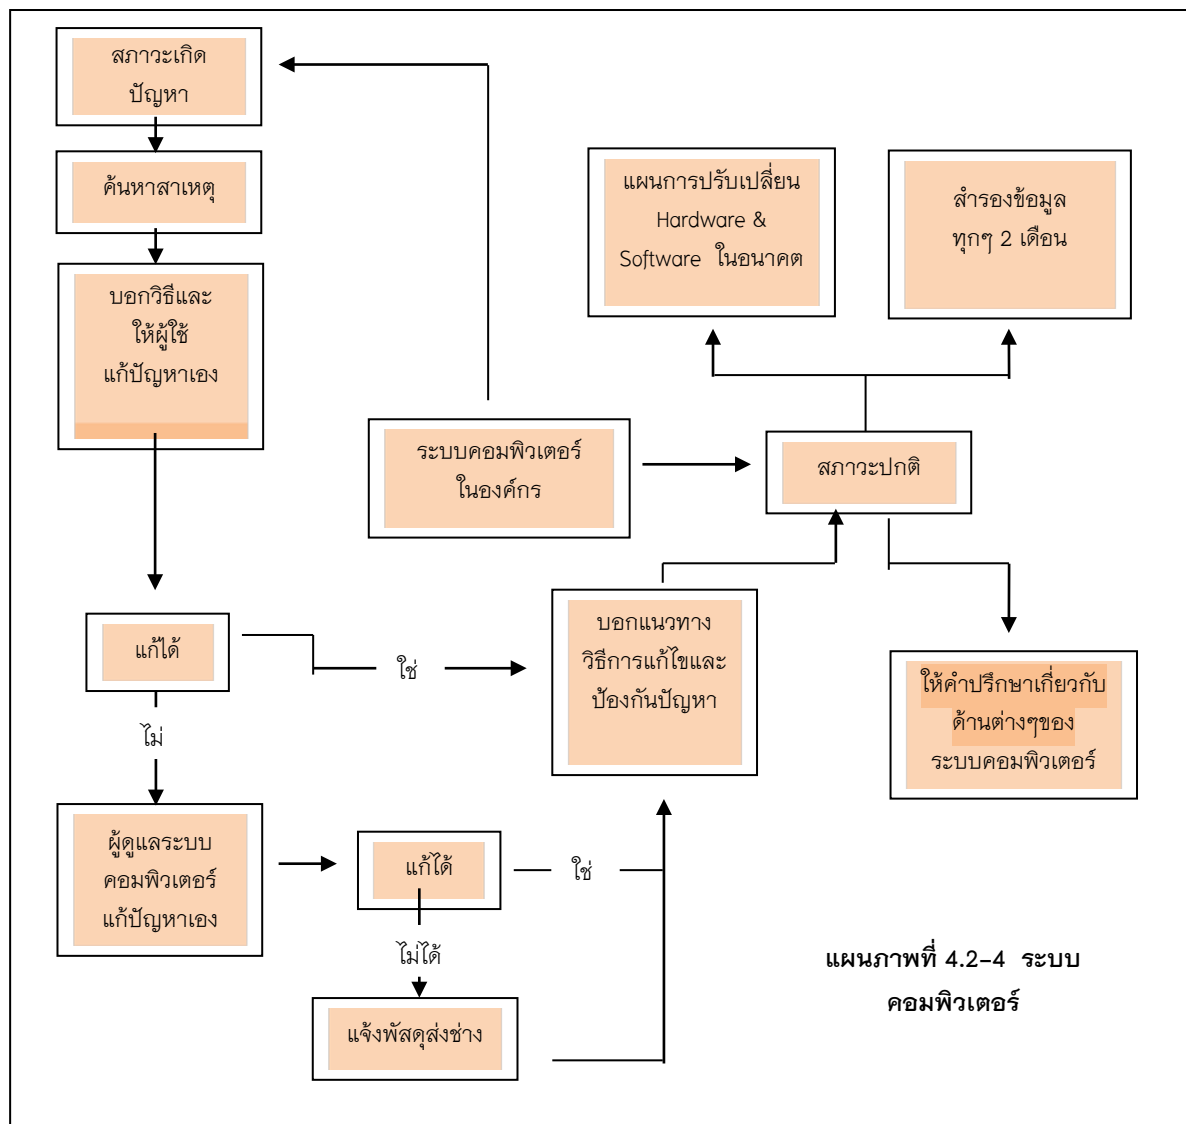 สภาวะเกิด
ปัญหา
ค้นหาสาเหตุ
บอกวิธีและ
ให้ผู้ใช้
แก้ปัญหาเอง
แผนการปรับเปลี่ยน
Hardware &
Software ในอนาคต
สำรองข้อมูล
ทุกๆ 2 เดือน
ระบบคอมพิวเตอร์
ในองค์กร
สภาวะปกติ
แก้ได้
ใช่
บอกแนวทาง
วิธีการแก้ไขและ
ป้องกันปัญหา
ให้คำปรึกษาเกี่ยวกับ
ด้านต่างๆของ
ระบบคอมพิวเตอร์
ไม่
ผู้ดูแลระบบ
คอมพิวเตอร์
แก้ปัญหาเอง
แก้ได้
ใช่
ไม่ได้
แจ้งพัสดุส่งช่าง
แผนภาพที่ 4.2-4 ระบบ
คอมพิวเตอร์